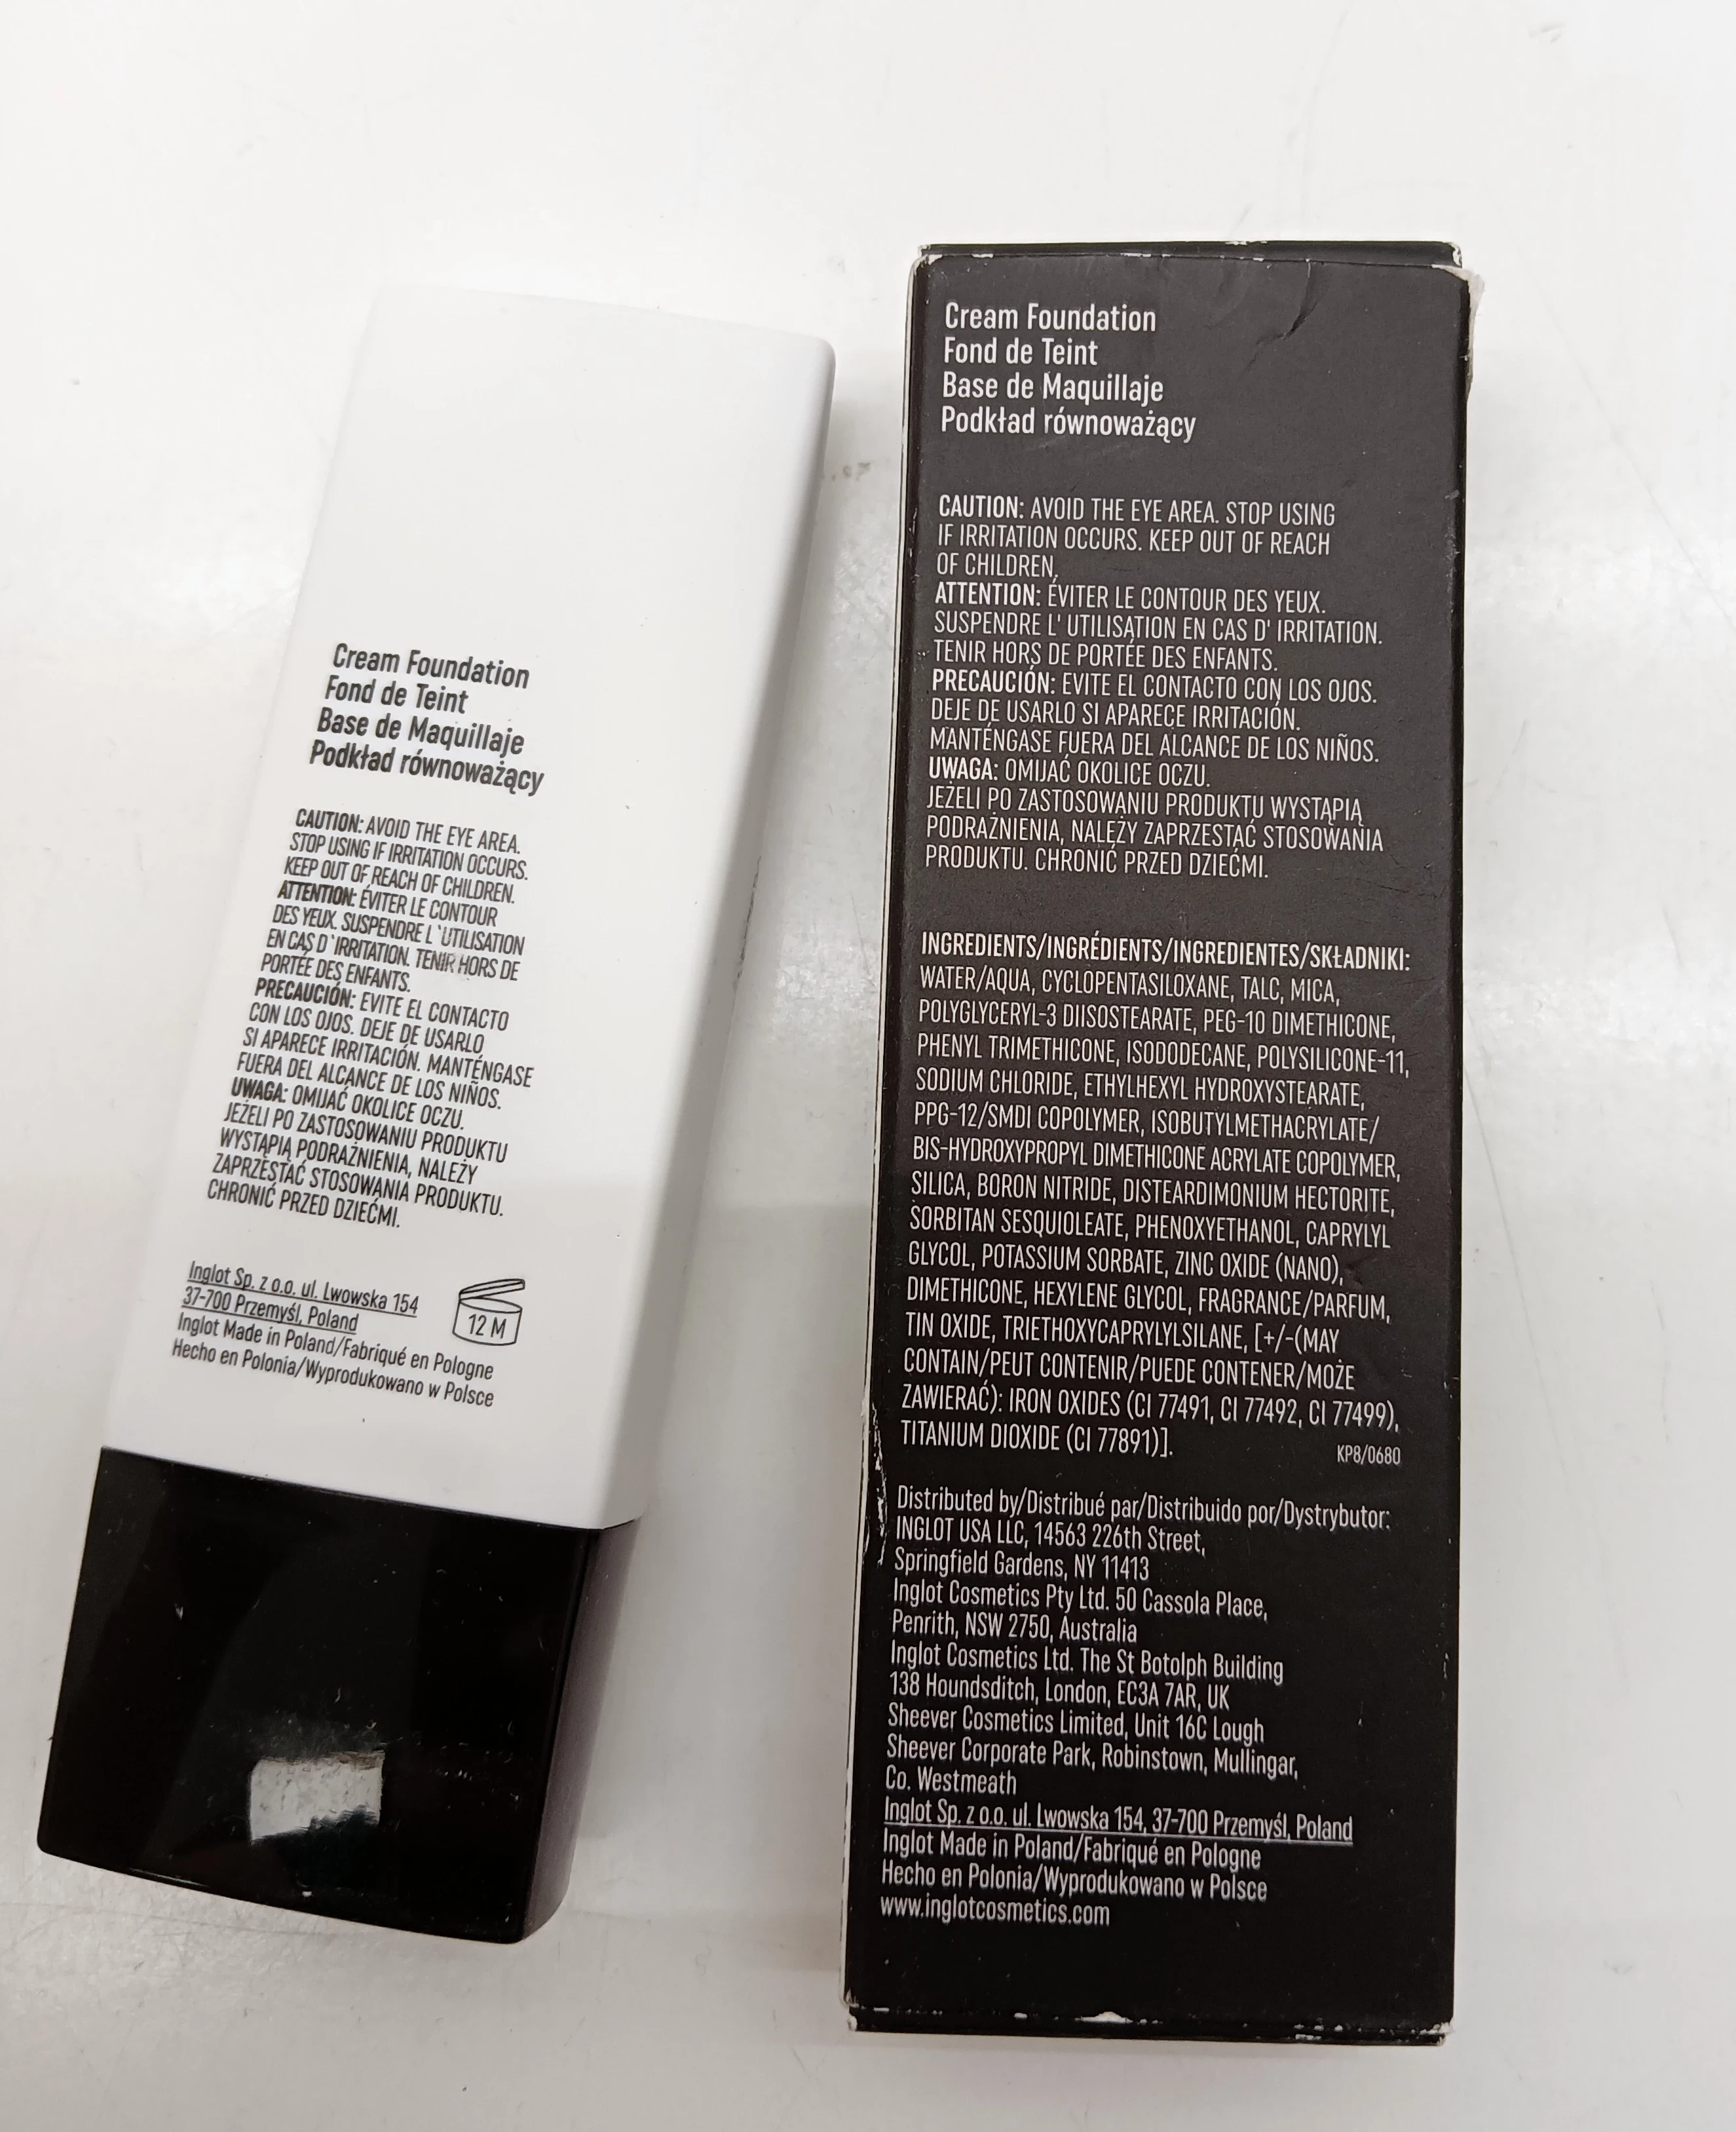 Cream Foundation
Fond de Teint
Base de Maquillaje
Podkład równoważący
CAUTION: AVOID THE EYE AREA.
STOP USING IF IRRITATION OCCURS.
KEEP OUT OF REACH OF CHILDREN.
ATTENTION: ÉVITER LE CONTOUR
DES YEUX. SUSPENDRE L`UTILISATION
EN CAS D`IRRITATION. TENIR HORS DE
PORTÉE DES ENFANTS.
PRECAUCIÓN: EVITE EL CONTACTO
CON LOS OJOS. DEJE DE USARLO
SI APARECE IRRITACIÓN. MANTÉNGASE
FUERA DEL ALCANCE DE LOS NIÑOS.
UWAGA: OMIJAĆ OKOLICE OCZU.
JEŻELI PO ZASTOSOWANIU PRODUKTU
WYSTĄPIĄ PODRAŻNIENIA, NALEŻY
ZAPRZESTAĆ STOSOWANIA PRODUKTU.
CHRONIĆ PRZED DZIEĆMI.
Inglot Sp. z o.o. ul. Lwowska 154
37-700 Przemyśl, Poland
Inglot Made in Poland/Fabriqué en Pologne
Hecho en Polonia/Wyprodukowano w Polsce
12 M
Cream Foundation
Fond de Teint
Base de Maquillaje
Podkład równoważący
CAUTION: AVOID THE EYE AREA. STOP USING
IF IRRITATION OCCURS. KEEP OUT OF REACH
OF CHILDREN.
ATTENTION: ÉVITER LE CONTOUR DES YEUX.
SUSPENDRE L' UTILISATION EN CAS D' IRRITATION.
TENIR HORS DE PORTÉE DES ENFANTS.
PRECAUCIÓN: EVITE EL CONTACTO CON LOS OJOS.
DEJE DE USARLO SI APARECE IRRITACIÓN.
MANTÉNGASE FUERA DEL ALCANCE DE LOS NIÑOS.
UWAGA: OMIJAĆ OKOLICE OCZU.
JEŻELI PO ZASTOSOWANIU PRODUKTU WYSTĄPIĄ
PODRAŻNIENIA, NALEŻY ZAPRZESTAĆ STOSOWANIA
PRODUKTU. CHRONIĆ PRZED DZIEĆMI.
INGREDIENTS/INGRÉDIENTS/INGREDIENTES/SKŁADNIKI:
WATER/AQUA, CYCLOPENTASILOXANE, TALC, MICA,
POLYGLYCERYL-3 DIISOSTEARATE, PEG-10 DIMETHICONE,
PHENYL TRIMETHICONE, ISODODECANE, POLYSILICONE-11,
SODIUM CHLORIDE, ETHYLHEXYL HYDROXYSTEARATE,
PPG-12/SMDI COPOLYMER, ISOBUTYLMETHACRYLATE/
BIS-HYDROXYPROPYL DIMETHICONE ACRYLATE COPOLYMER,
SILICA, BORON NITRIDE, DISTEARDIMONIUM HECTORITE,
SORBITAN SESQUIOLEATE, PHENOXYETHANOL, CAPRYLYL
GLYCOL, POTASSIUM SORBATE, ZINC OXIDE (NANO),
DIMETHICONE, HEXYLENE GLYCOL, FRAGRANCE/PARFUM,
TIN OXIDE, TRIETHOXYCAPRYLYLSILANE, [+/-(MAY
CONTAIN/PEUT CONTENIR/PUEDE CONTENER/MOŻE
ZAWIERAĆ): IRON OXIDES (CI 77491, CI 77492, CI 77499),
TITANIUM DIOXIDE (CI 77891)].
KP8/0680
Distributed by/Distribué par/Distribuido por/Dystrybutor:
INGLOT USA LLC, 14563 226th Street,
Springfield Gardens, NY 11413
Inglot Cosmetics Pty Ltd. 50 Cassola Place,
Penrith, NSW 2750, Australia
Inglot Cosmetics Ltd. The St Botolph Building
138 Houndsditch, London, EC3A 7AR, UK
Sheever Cosmetics Limited, Unit 16C Lough
Sheever Corporate Park, Robinstown, Mullingar,
Co. Westmeath
Inglot Sp. z o.o. ul. Lwowska 154, 37-700 Przemyśl, Poland
Inglot Made in Poland/Fabriqué en Pologne
Hecho en Polonia/Wyprodukowano w Polsce
www.inglotcosmetics.com